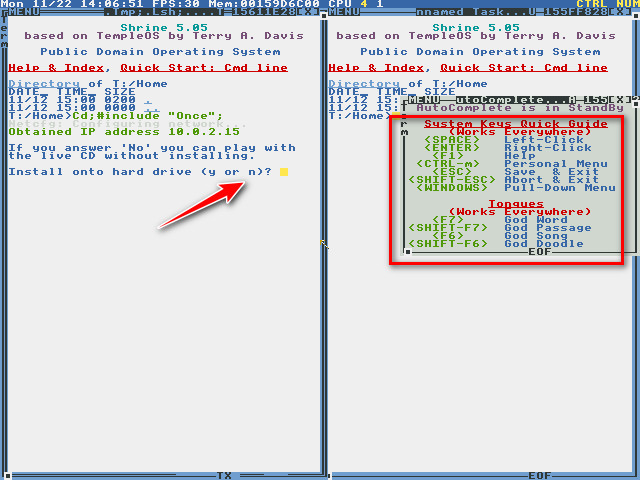 Mon 11/22 14:06:51 FPS:30 Mem:00159D6C00 CPU 4 1 CTRL NUM
MENU .Tmp;.Lsh;....T=15611E28[X]
Shrine 5.05
based on TempleOS by Terry A. Davis
Public Domain Operating System
Help & Index, Quick Start: Cmd line
Directory of T:/Home
DATE_ TIME_ SIZE
11/12 15:00 0200 .
11/12 15:00 0000 ..
T:/Home>Cd;#include "Once";
Netcfg: Configuring network...
Obtained IP address 10.0.2.15
If you answer 'No' you can play with
the live CD without installing.
Install onto hard drive (y or n)?
TX
MENU nnamed Task...U 155FF828[X]
Shrine 5.05
based on TempleOS by Terry A. Davis
Public Domain Operating System
Help & Index, Quick Start: Cmd line
Directory of T:/Home
DATE_ TIME_ SIZE
11/12 15:
11/12 15:
T:/Home>
MENU utoComplete...A 155[X]
AutoComplete is in StandBy
System Keys Quick Guide
(Works Everywhere)
<SPACE> Left-Click
<ENTER> Right-Click
<F1> Help
<CTRL-m> Personal Menu
<ESC> Save & Exit
<SHIFT-ESC> Abort & Exit
<WINDOWS> Pull-Down Menu
Tongues
(Works Everywhere)
<F7> God Word
<SHIFT-F7> God Passage
<F6> God Song
<SHIFT-F6> God Doodle
EOF
EOF